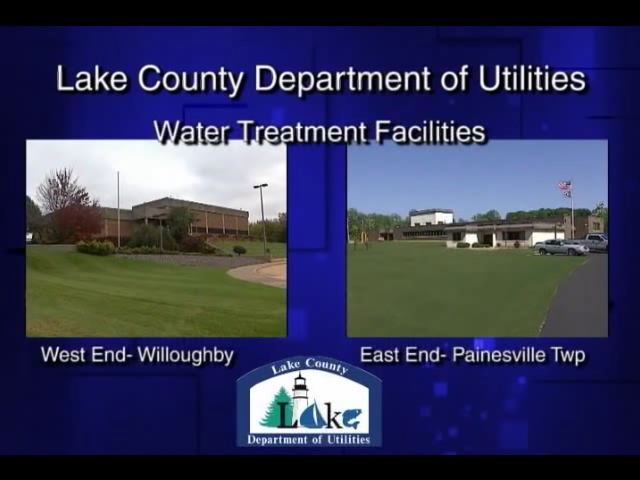 Lake County Department of Utilities
Water Treatment Facilities
West End- Willoughby
East End- Painesville Twp
Lake County
Lake
Department of Utilities